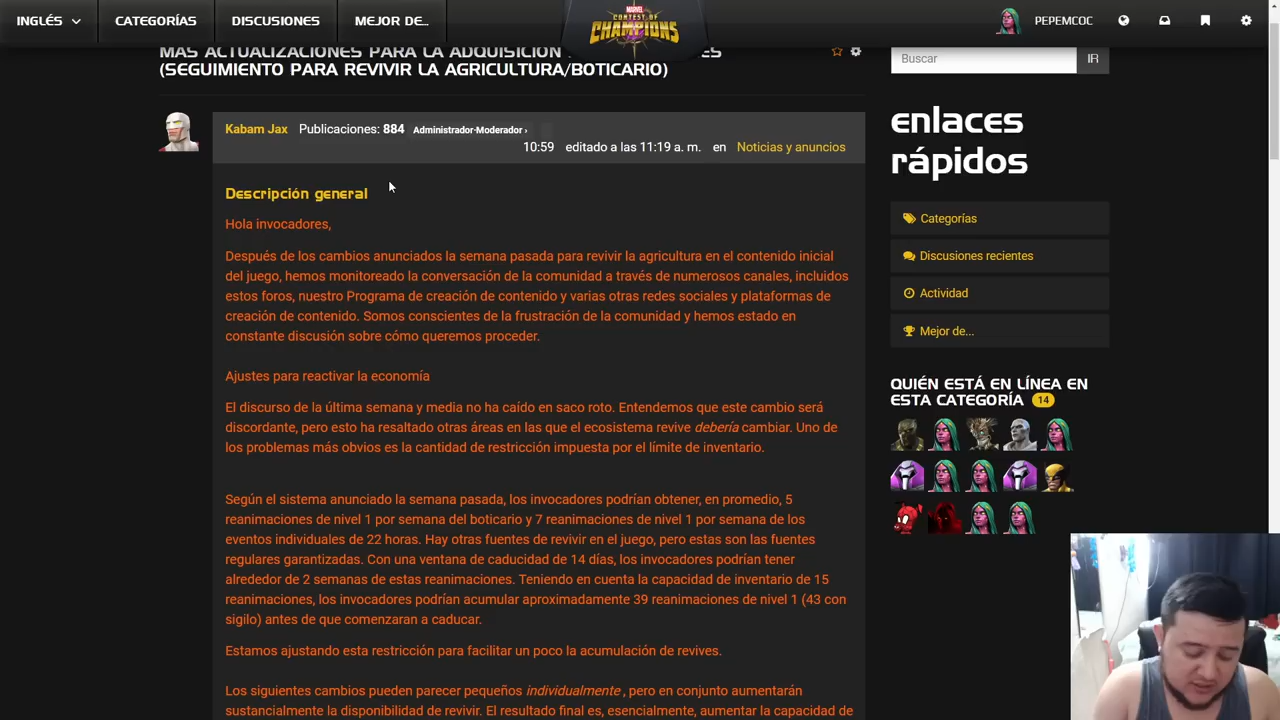 INGLÉS
CATEGORÍAS
DISCUSIONES
MEJOR DE...
MARVEL
CONTEST OF
CHAMPIONS
PEPEMCOC
MÁS ACTUALIZACIONES PARA LA ADQUISICIÓN
(SEGUIMIENTO PARA REVIVIR LA AGRICULTURA/BOTICARIO)
Buscar
IR
Kabam Jax Publicaciones: 884 Administrador-Moderador ›
10:59 editado a las 11:19 a. m. en Noticias y anuncios
Descripción general
Hola invocadores,
Después de los cambios anunciados la semana pasada para revivir la agricultura en el contenido inicial
del juego, hemos monitoreado la conversación de la comunidad a través de numerosos canales, incluidos
estos foros, nuestro Programa de creación de contenido y varias otras redes sociales y plataformas de
creación de contenido. Somos conscientes de la frustración de la comunidad y hemos estado en
constante discusión sobre cómo queremos proceder.
Ajustes para reactivar la economía
El discurso de la última semana y media no ha caído en saco roto. Entendemos que este cambio será
discordante, pero esto ha resaltado otras áreas en las que el ecosistema revive debería cambiar. Uno de
los problemas más obvios es la cantidad de restricción impuesta por el límite de inventario.
Según el sistema anunciado la semana pasada, los invocadores podrían obtener, en promedio, 5
reanimaciones de nivel 1 por semana del boticario y 7 reanimaciones de nivel 1 por semana de los
eventos individuales de 22 horas. Hay otras fuentes de revivir en el juego, pero estas son las fuentes
regulares garantizadas. Con una ventana de caducidad de 14 días, los invocadores podrían tener
alrededor de 2 semanas de estas reanimaciones. Teniendo en cuenta la capacidad de inventario de 15
reanimaciones, los invocadores podrían acumular aproximadamente 39 reanimaciones de nivel 1 (43 con
sigilo) antes de que comenzaran a caducar.
Estamos ajustando esta restricción para facilitar un poco la acumulación de revives.
Los siguientes cambios pueden parecer pequeños individualmente , pero en conjunto aumentarán
sustancialmente la disponibilidad de revivir. El resultado final es, esencialmente, aumentar la capacidad de
enlaces
rápidos
Categorías
Discusiones recientes
Actividad
Mejor de...
QUIÉN ESTÁ EN LÍNEA EN
ESTA CATEGORÍA 14